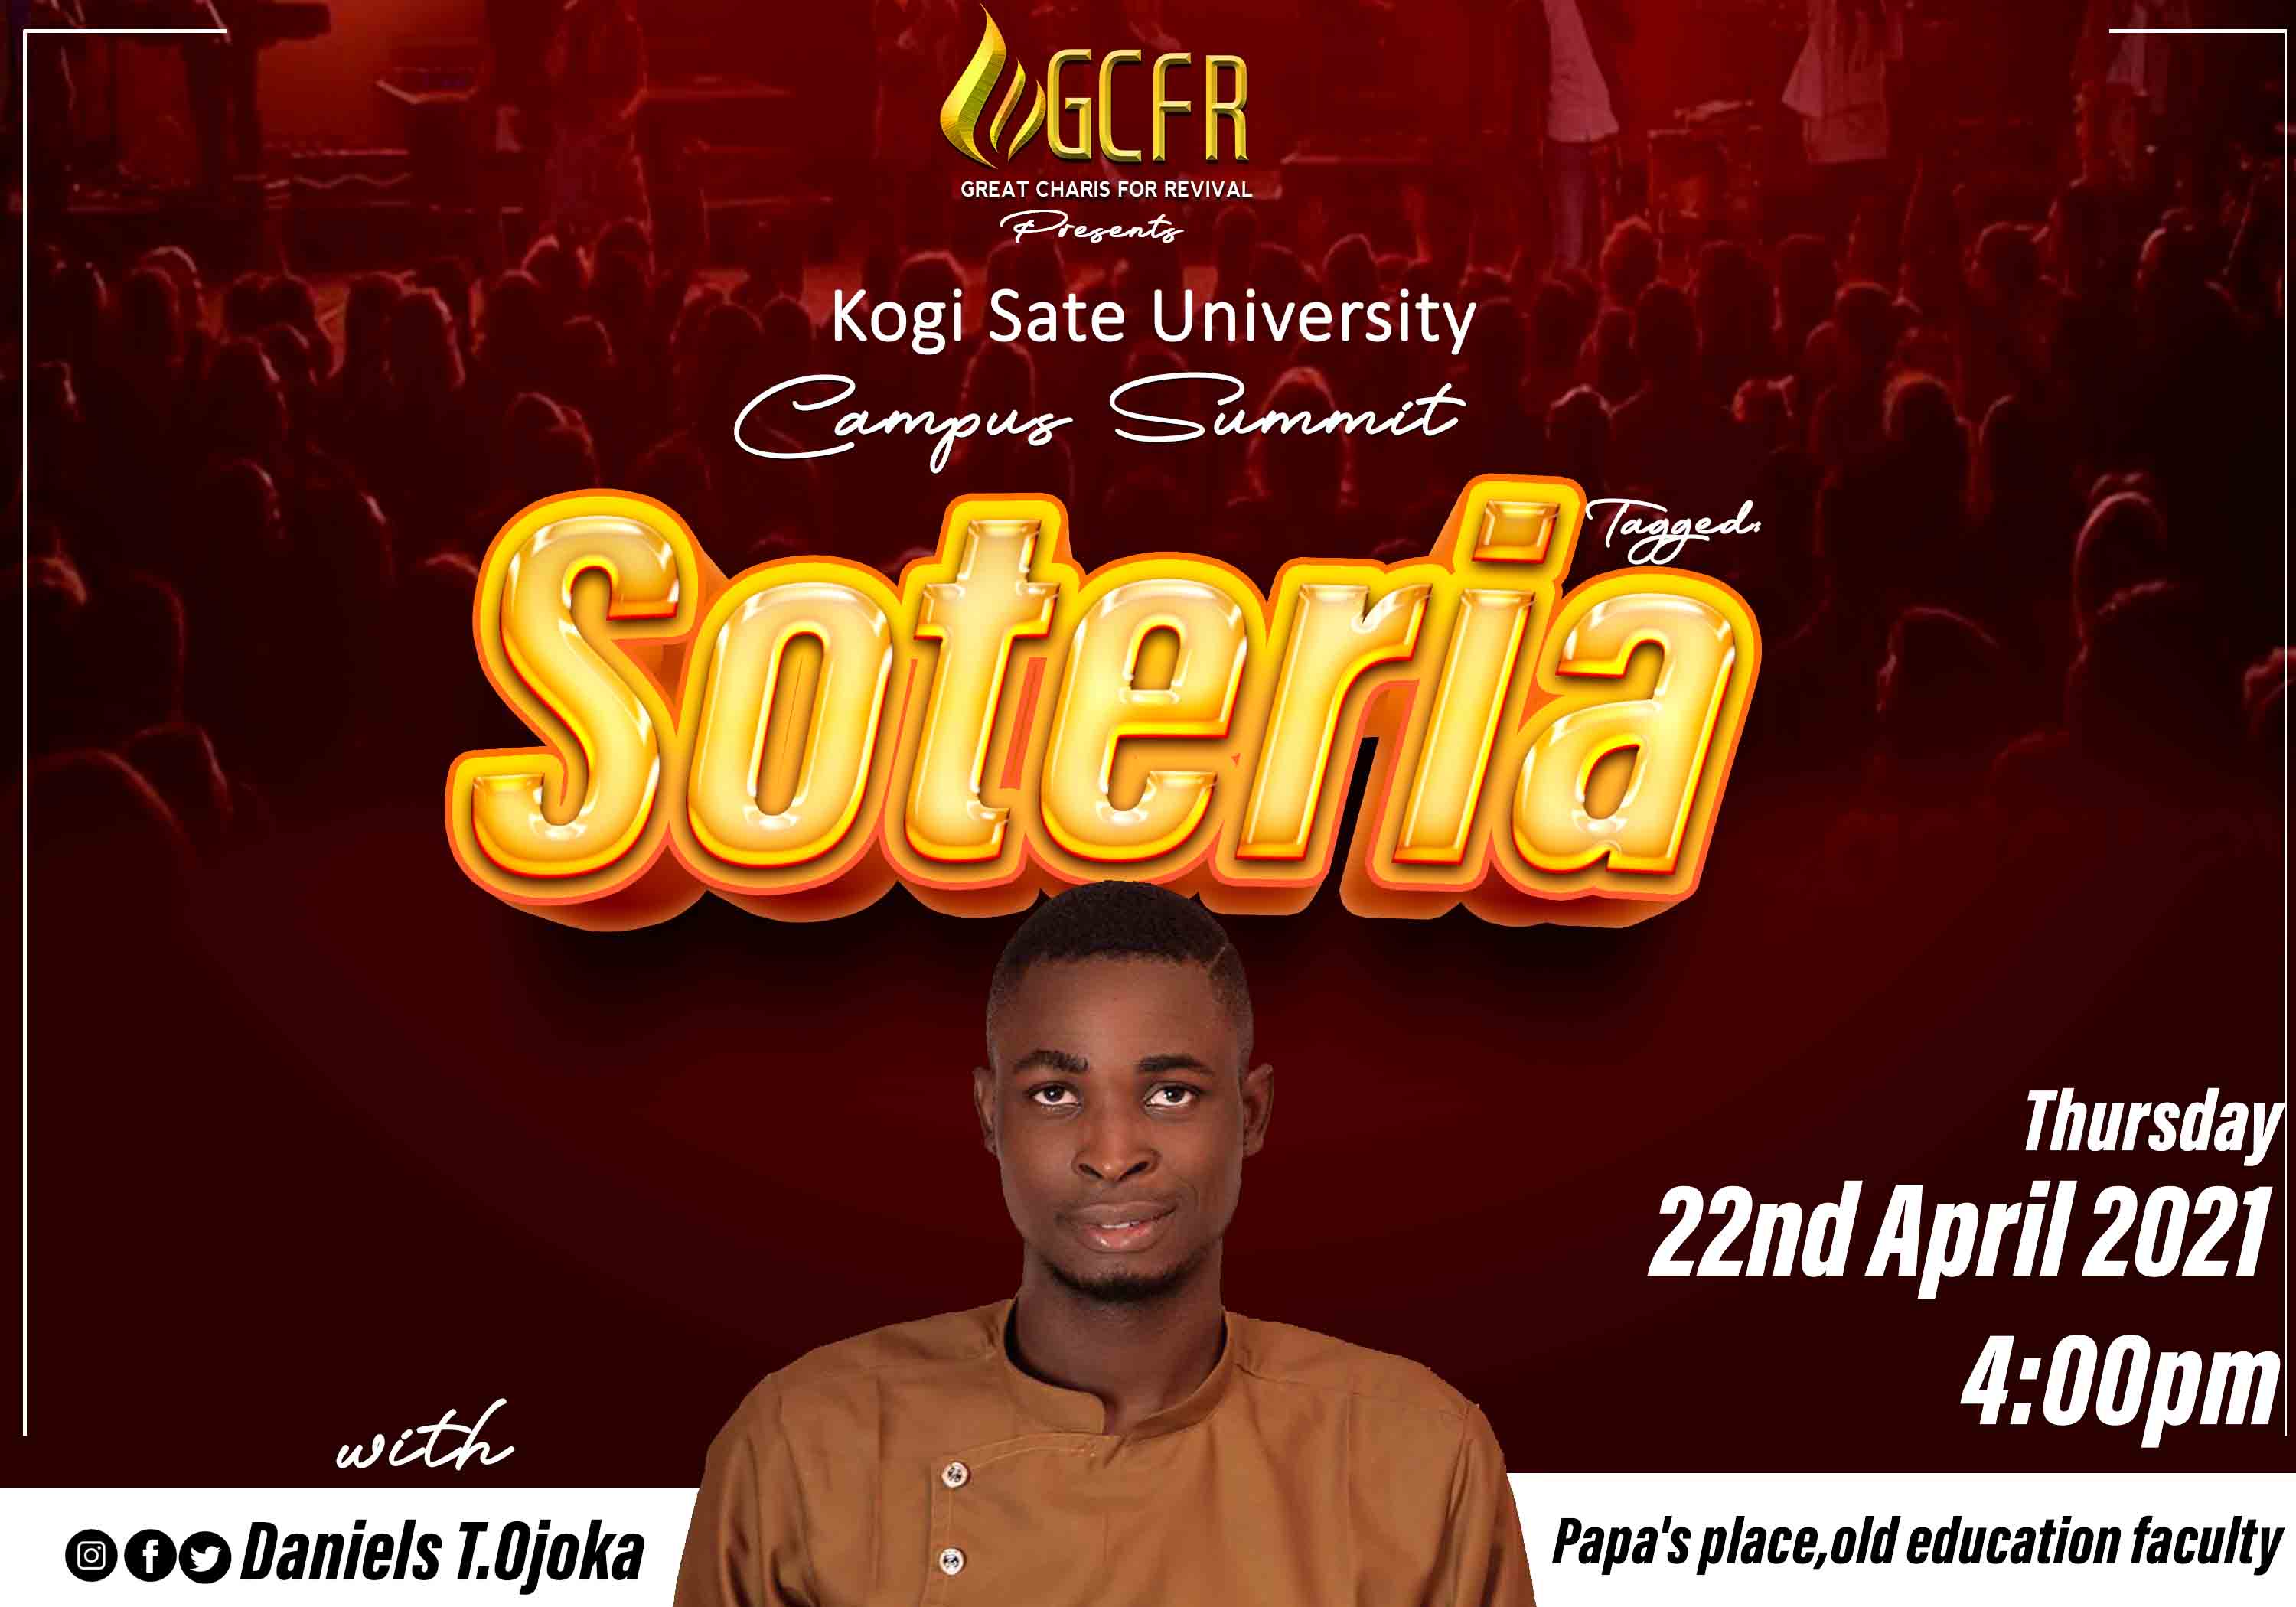 GCFR
GREAT CHARIS FOR REVIVAL
Presents
Kogi Sate University
Campus Summit
Tagged:
Soteria
Thursday
22nd April 2021
4:00pm
with
Daniels T.Ojoka
Papa's place,old education faculty